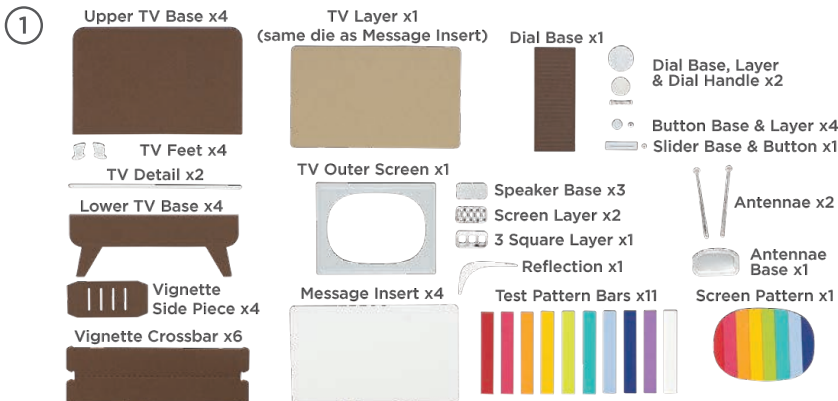 1
Upper TV Base x4
TV Layer x1
(same die as Message Insert)
Dial Base x1
Dial Base, Layer
& Dial Handle x2
Button Base & Layer x4
Slider Base & Button x1
TV Feet x4
TV Detail x2
Lower TV Base x4
TV Outer Screen x1
Speaker Base x3
Screen Layer x2
3 Square Layer x1
Reflection x1
Antennae x2
Antennae
Base x1
Vignette
Side Piece x4
Vignette Crossbar x6
Message Insert x4
Test Pattern Bars x11
Screen Pattern x1